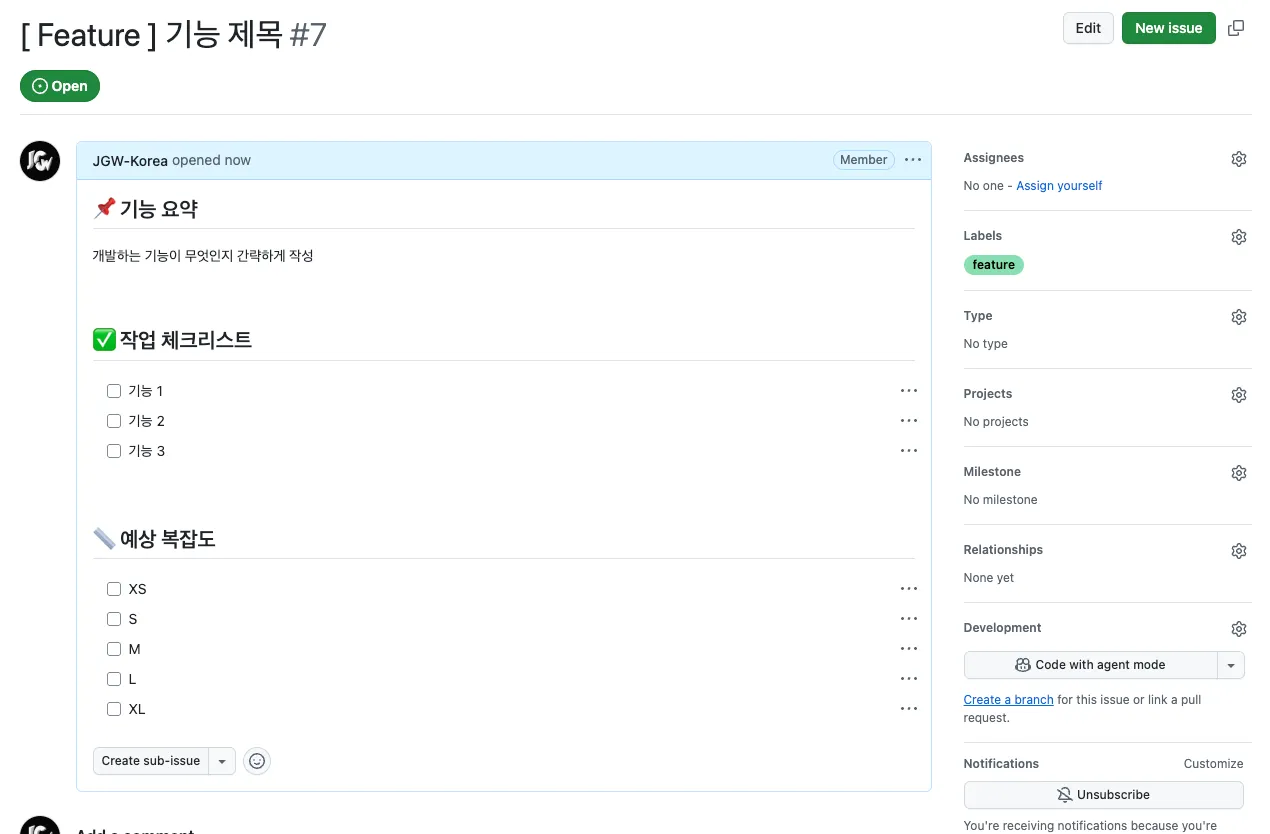 [ Feature ] 기능 제목 #7
Edit
New issue
Open
JGW
JGW-Korea opened now
Member
기능 요약
개발하는 기능이 무엇인지 간략하게 작성
작업 체크리스트
기능 1
기능 2
기능 3
예상 복잡도
XS
S
M
L
XL
Create sub-issue
Add a comment
Assignees
No one - Assign yourself
Labels
feature
Type
No type
Projects
No projects
Milestone
No milestone
Relationships
None yet
Development
Code with agent mode
Create a branch for this issue or link a pull
request.
Notifications
Customize
Unsubscribe
You're receiving notifications because you're